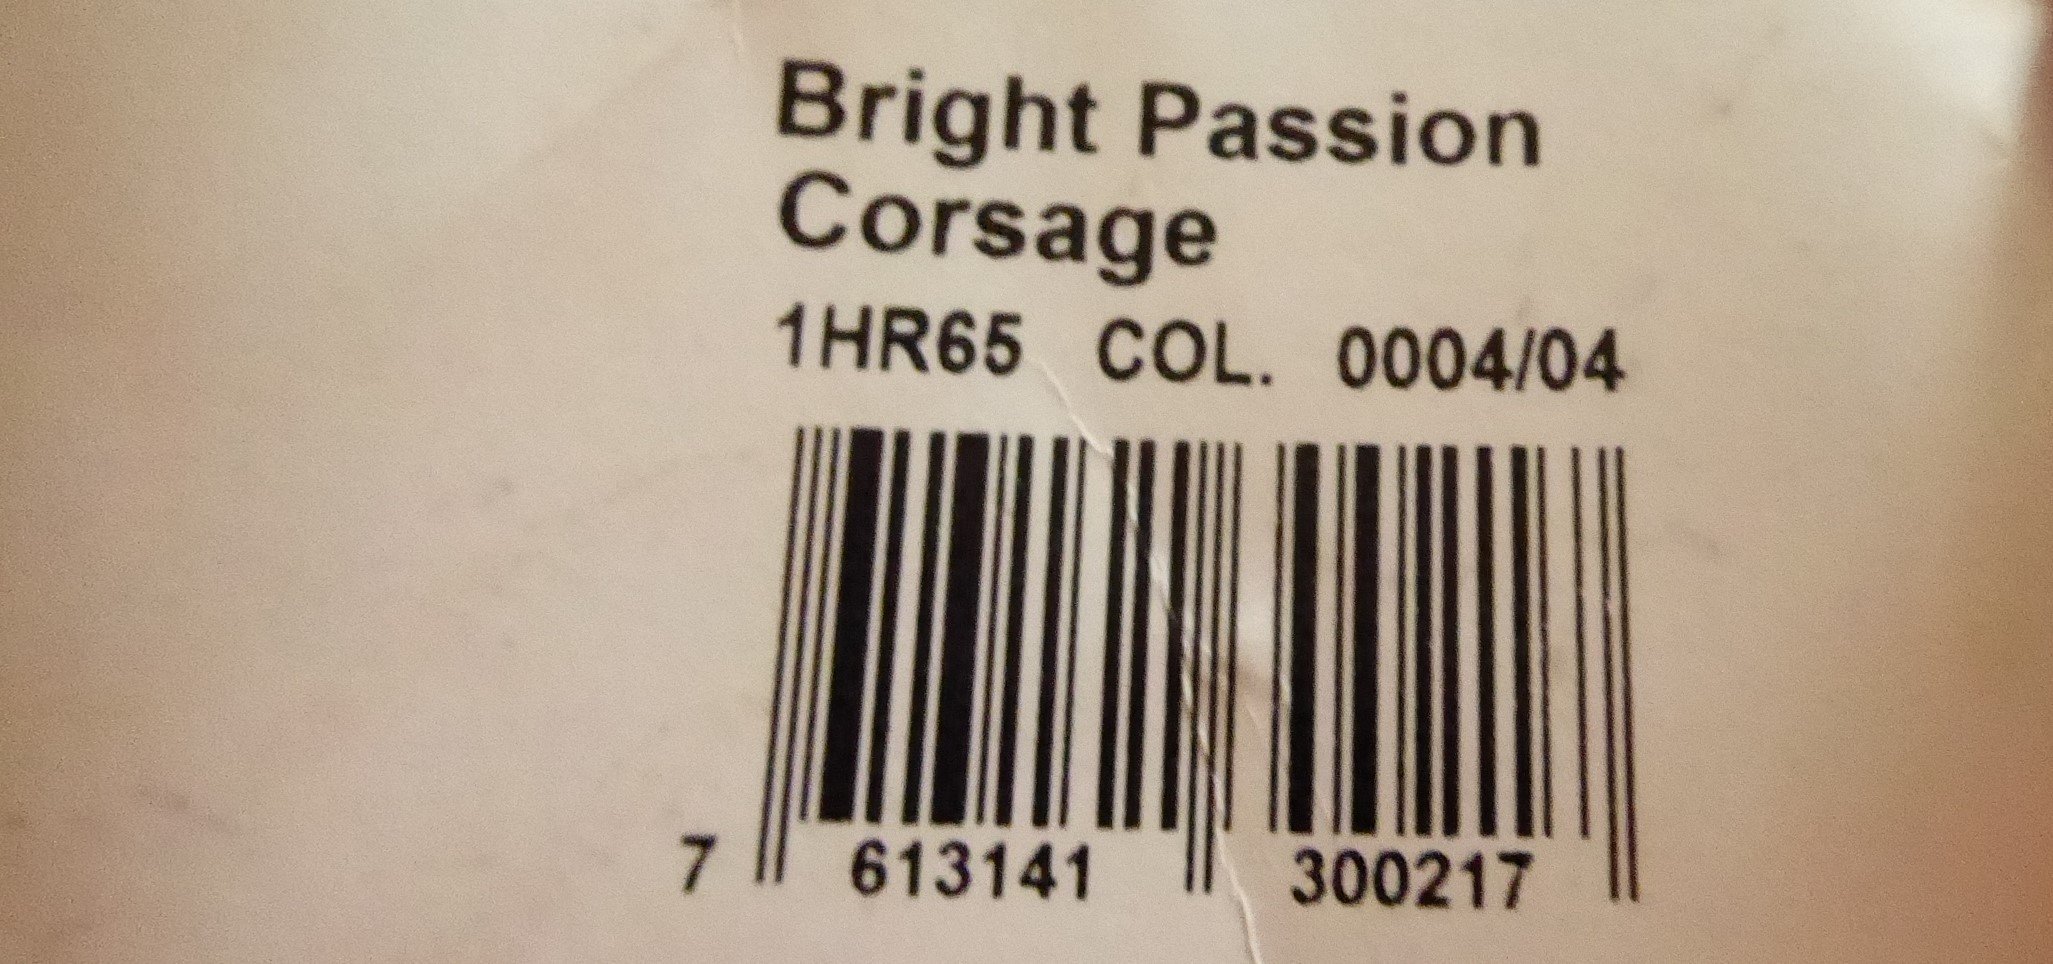 Bright Passion
Corsage
1HR65 COL. 0004/04
7 613141 300217